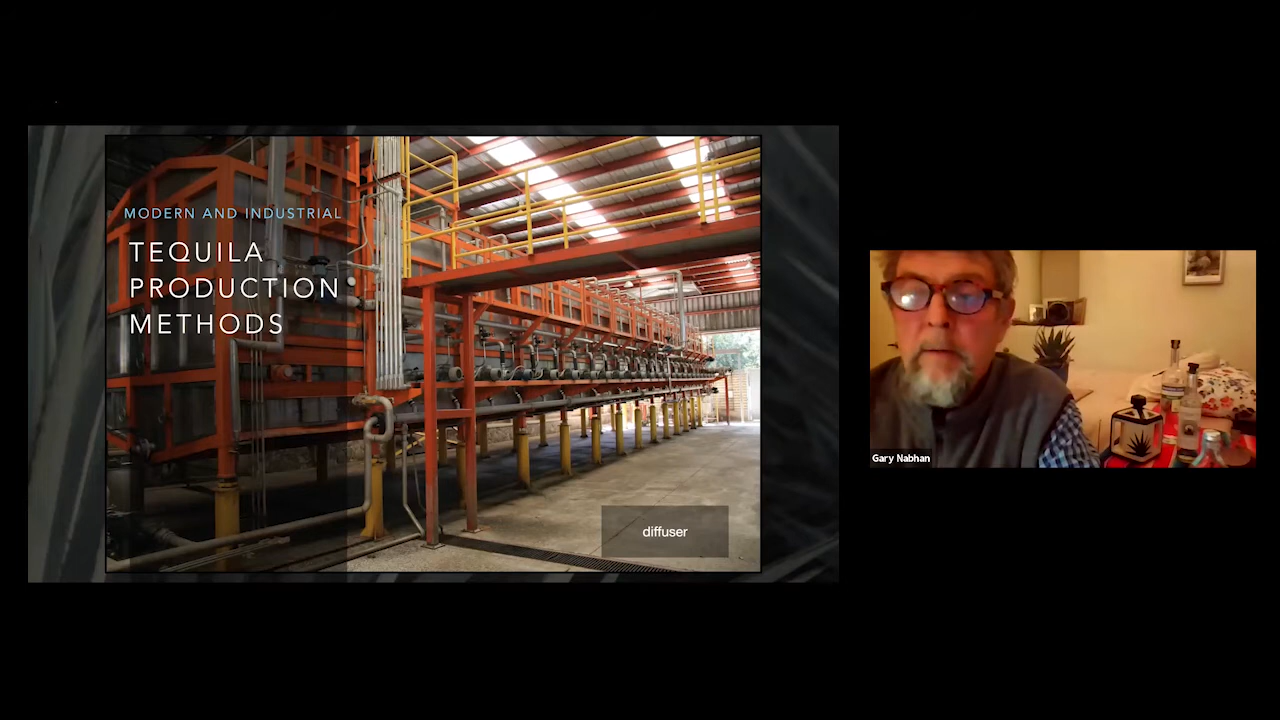 MODERN AND INDUSTRIAL
TEQUILA
PRODUCTION
METHODS
diffuser
Gary Nabhan